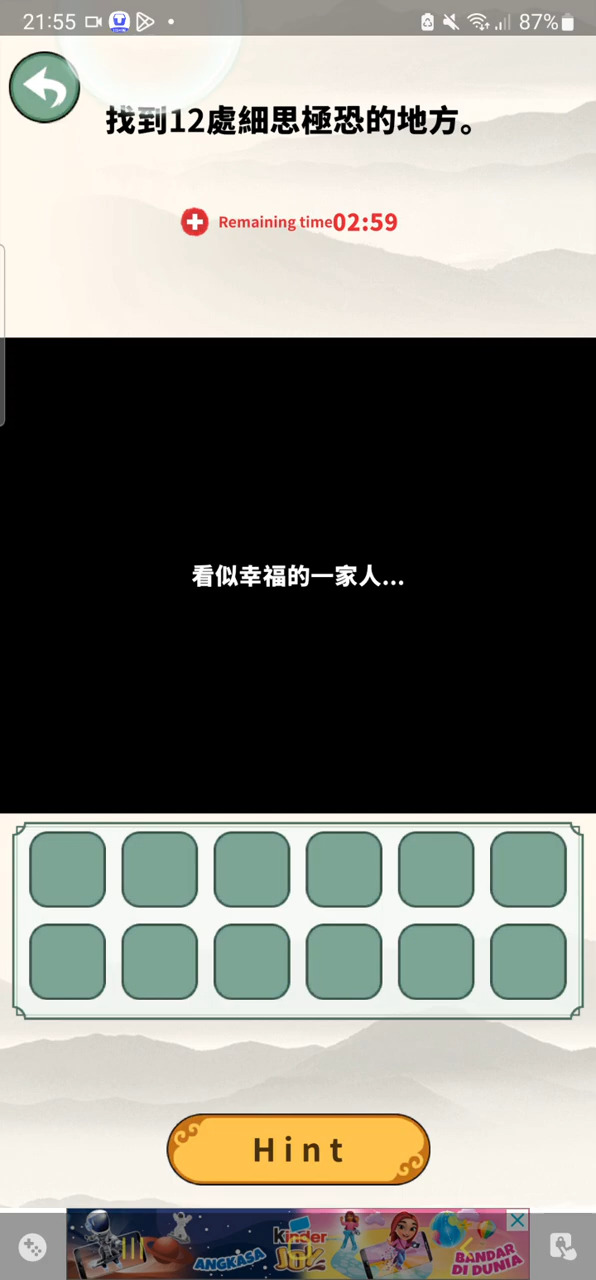 21:55
87%
找到12處細思極恐的地方。
Remaining time02:59
看似幸福的一家人...
Hint
ANGKASA
kinder
JOY
BANDAR
DI DUNIA